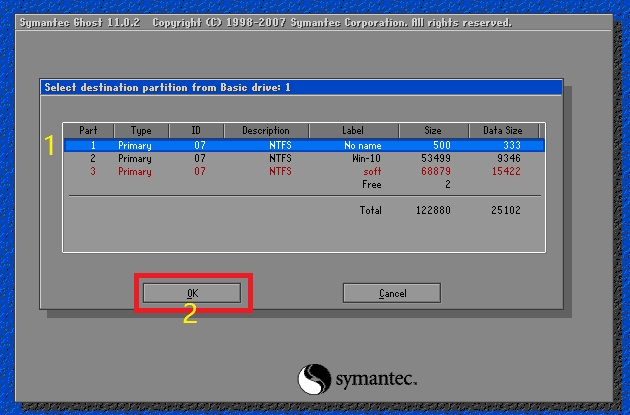 Symantec Ghost 11.0.2 Copyright (C) 1998-2007 Symantec Corporation. All rights reserved.
Select destination partition from Basic drive: 1
Part Type ID Description Label Size Data Size
1
1 Primary 07 NTFS No name 500 333
2 Primary 07 NTFS Win-10 53499 9346
3 Primary 07 NTFS soft 68879 15422
Free 2
Total 122880 25102
OK Cancel
2
symantec™